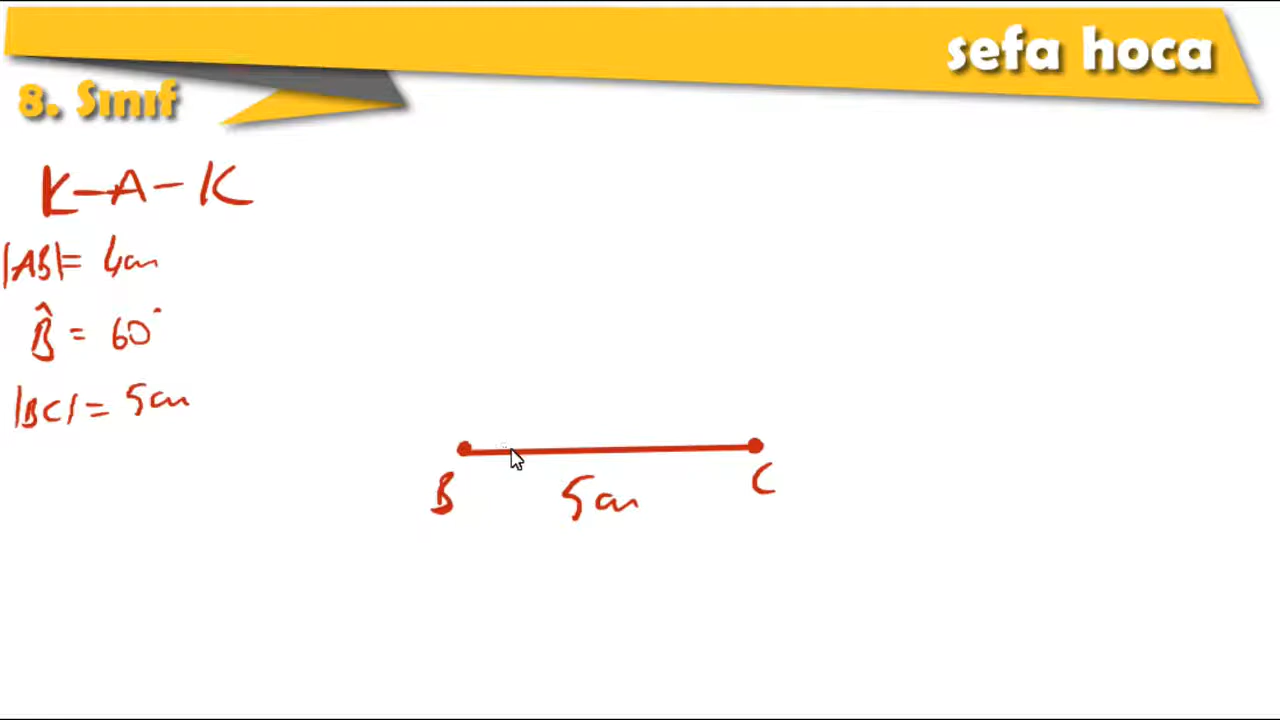 sefa hoca
8. Sınıf
K-A-K
|AB|= 4cm
B̂ = 60°
|BC| = 5cm
B
C
5cm